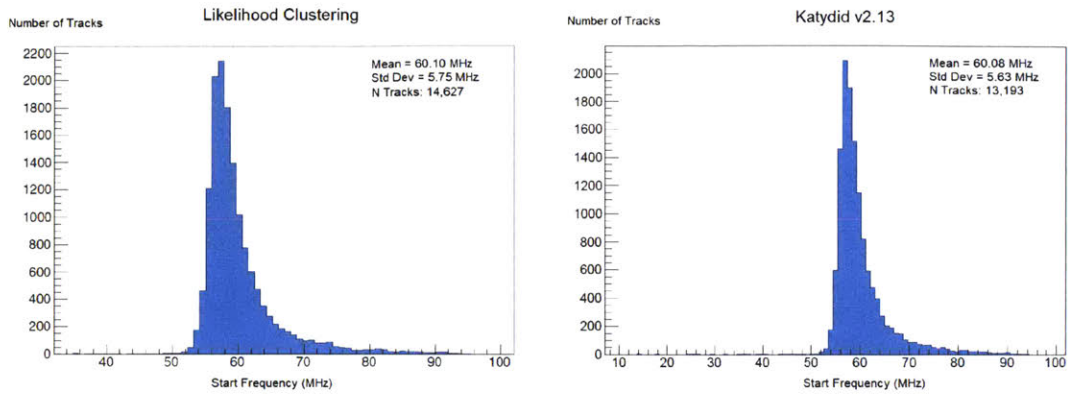 Likelihood Clustering
Number of Tracks
Mean = 60.10 MHz
Std Dev = 5.75 MHz
N Tracks: 14,627
2200
2000
1800
1600
1400
1200
1000
800
600
400
200
0
40 50 60 70 80 90 100
Start Frequency (MHz)
Katydid v2.13
Number of Tracks
Mean = 60.08 MHz
Std Dev = 5.63 MHz
N Tracks: 13,193
2000
1800
1600
1400
1200
1000
800
600
400
200
0
10 20 30 40 50 60 70 80 90 100
Start Frequency (MHz)